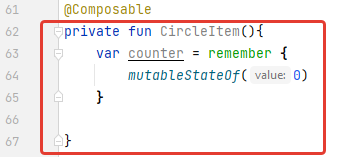 61 @Composable
62 private fun CircleItem(){
63 var counter = remember {
64 mutableStateOf( value: 0)
65 }
66
67 }